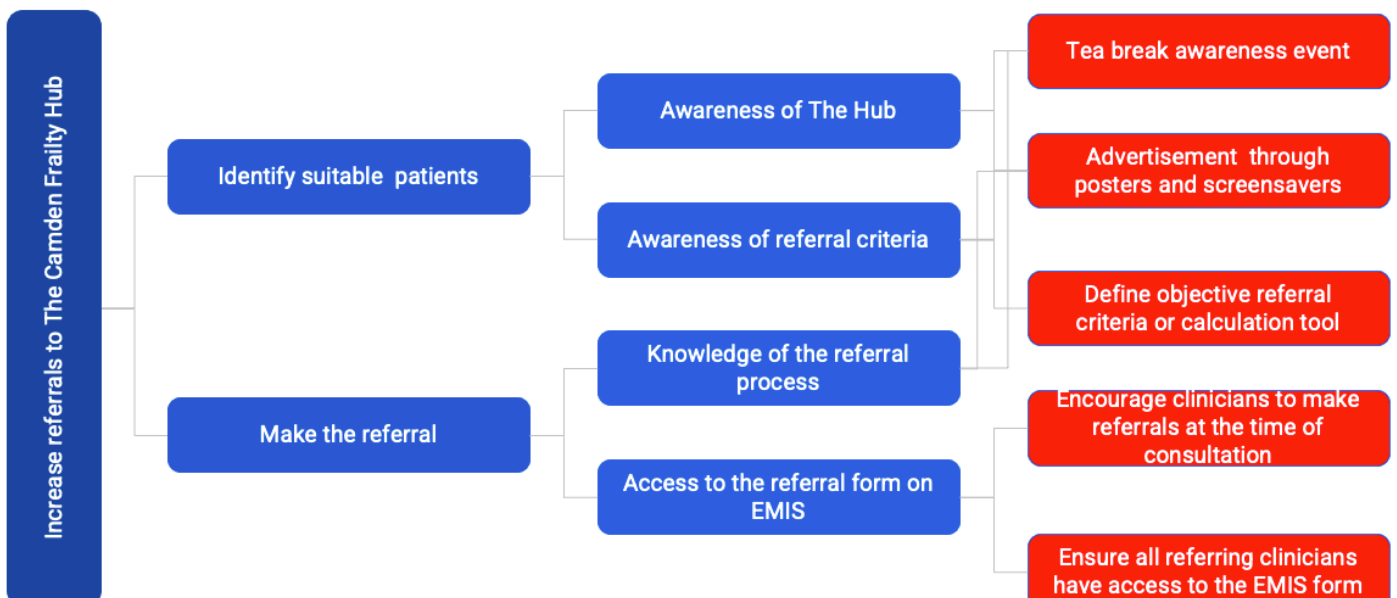 Increase referrals to The Camden Frailty Hub
Identify suitable patients
Make the referral
Awareness of The Hub
Awareness of referral criteria
Knowledge of the referral
process
Access to the referral form on
EMIS
Tea break awareness event
Advertisement through
posters and screensavers
Define objective referral
criteria or calculation tool
Encourage clinicians to make
referrals at the time of
consultation
Ensure all referring clinicians
have access to the EMIS form